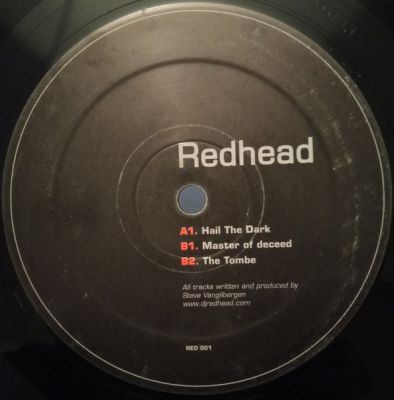 Redhead
A1. Hail The Dark
B1. Master of deceed
B2. The Tombe
All tracks written and produced by
Steve Vangilbergen
www.djredhead.com
RED 001